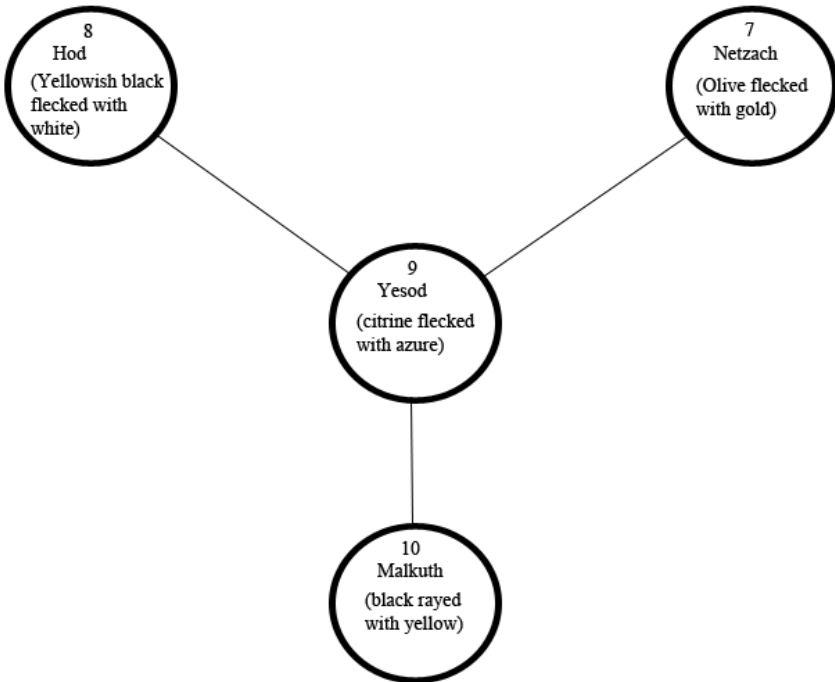 8
Hod
(Yellowish black
flecked with
white)
7
Netzach
(Olive flecked
with gold)
9
Yesod
(citrine flecked
with azure)
10
Malkuth
(black rayed
with yellow)